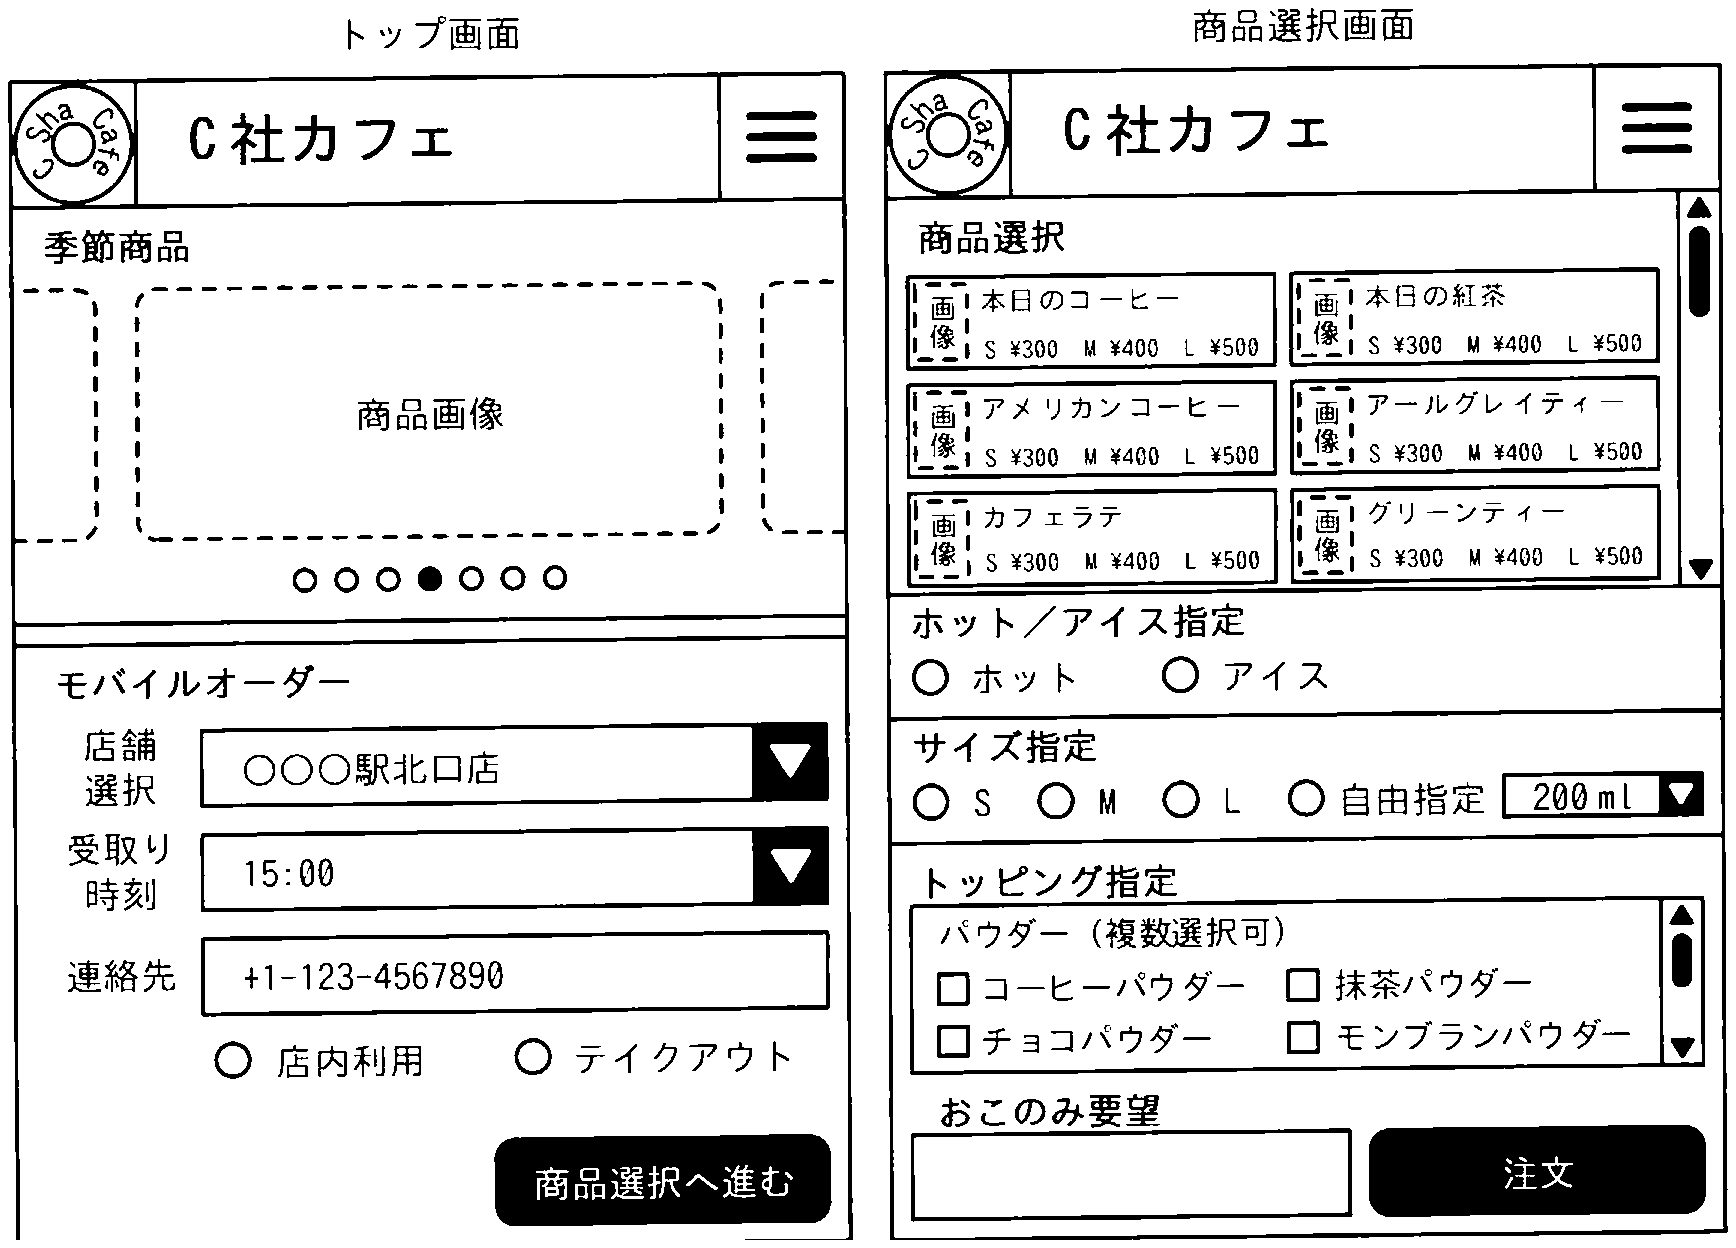 トップ画面
C Sha Cafe
C社カフェ
季節商品
商品画像
モバイルオーダー
店舗選択
○○○駅北口店
受取り時刻
15:00
連絡先
+1-123-4567890
店内利用
テイクアウト
商品選択へ進む
商品選択画面
C Sha Cafe
C社カフェ
商品選択
画像
本日のコーヒー
S ¥300 M ¥400 L ¥500
画像
本日の紅茶
S ¥300 M ¥400 L ¥500
画像
アメリカンコーヒー
S ¥300 M ¥400 L ¥500
画像
アールグレイティー
S ¥300 M ¥400 L ¥500
画像
カフェラテ
S ¥300 M ¥400 L ¥500
画像
グリーンティー
S ¥300 M ¥400 L ¥500
ホット／アイス指定
ホット
アイス
サイズ指定
S M L 自由指定 200ml
トッピング指定
パウダー（複数選択可）
コーヒーパウダー
抹茶パウダー
チョコパウダー
モンブランパウダー
おこのみ要望
注文